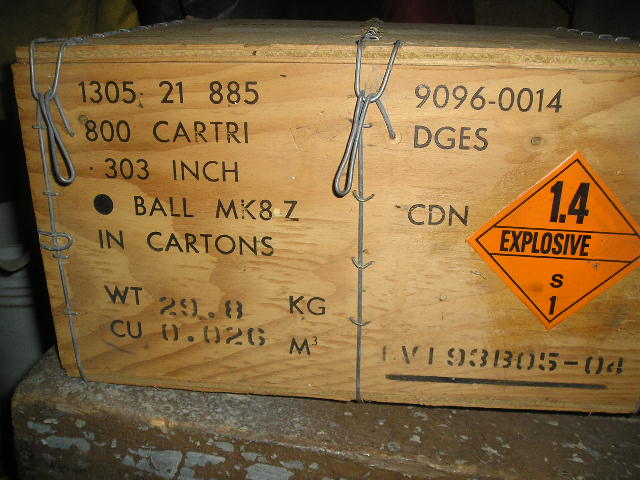 1305 21 885 9096-0014
800 CARTRI DGES
.303 INCH
BALL MK8 Z CDN
IN CARTONS
WT 29.8 KG
CU 0.026 M³
LV193B05-04
1.4
EXPLOSIVE
S
1